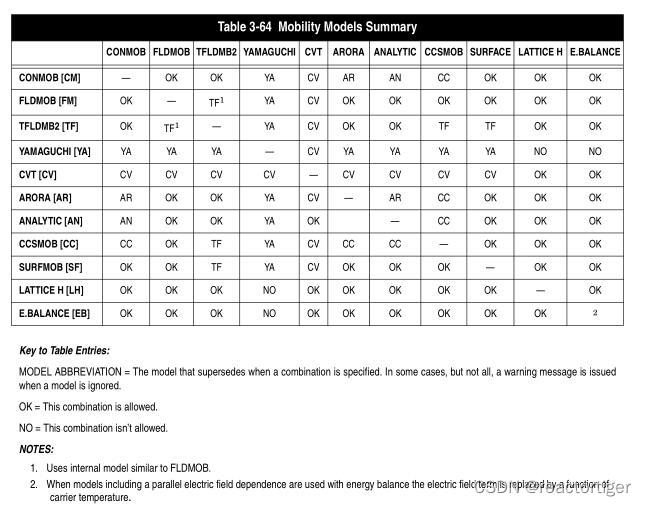 Table 3-64 Mobility Models Summary
CONMOB FLDMOB TFLDMB2 YAMAGUCHI CVT ARORA ANALYTIC CCSMOB SURFACE LATTICE H E.BALANCE
CONMOB [CM] — OK OK YA CV AR AN CC OK OK OK
FLDMOB [FM] OK — TF1 YA CV OK OK OK OK OK OK
TFLDMB2 [TF] OK TF1 — YA CV OK OK TF TF OK OK
YAMAGUCHI [YA] YA YA YA — CV YA YA YA YA NO NO
CVT [CV] CV CV CV CV — CV CV CV CV OK OK
ARORA [AR] AR OK OK YA CV — AR CC OK OK OK
ANALYTIC [AN] AN OK OK YA OK — CC OK OK OK
CCSMOB [CC] CC OK TF YA CV CC CC — OK OK OK
SURFMOB [SF] OK OK TF YA CV OK OK OK — OK OK
LATTICE H [LH] OK OK OK NO OK OK OK OK OK — OK
E.BALANCE [EB] OK OK OK NO OK OK OK OK OK OK 2
Key to Table Entries:
MODEL ABBREVIATION = The model that supersedes when a combination is specified. In some cases, but not all, a warning message is issued
when a model is ignored.
OK = This combination is allowed.
NO = This combination isn't allowed.
NOTES:
1. Uses internal model similar to FLDMOB.
2. When models including a parallel electric field dependence are used with energy balance the electric field term is replaced by a function of
carrier temperature.
CSDN @roactortiger